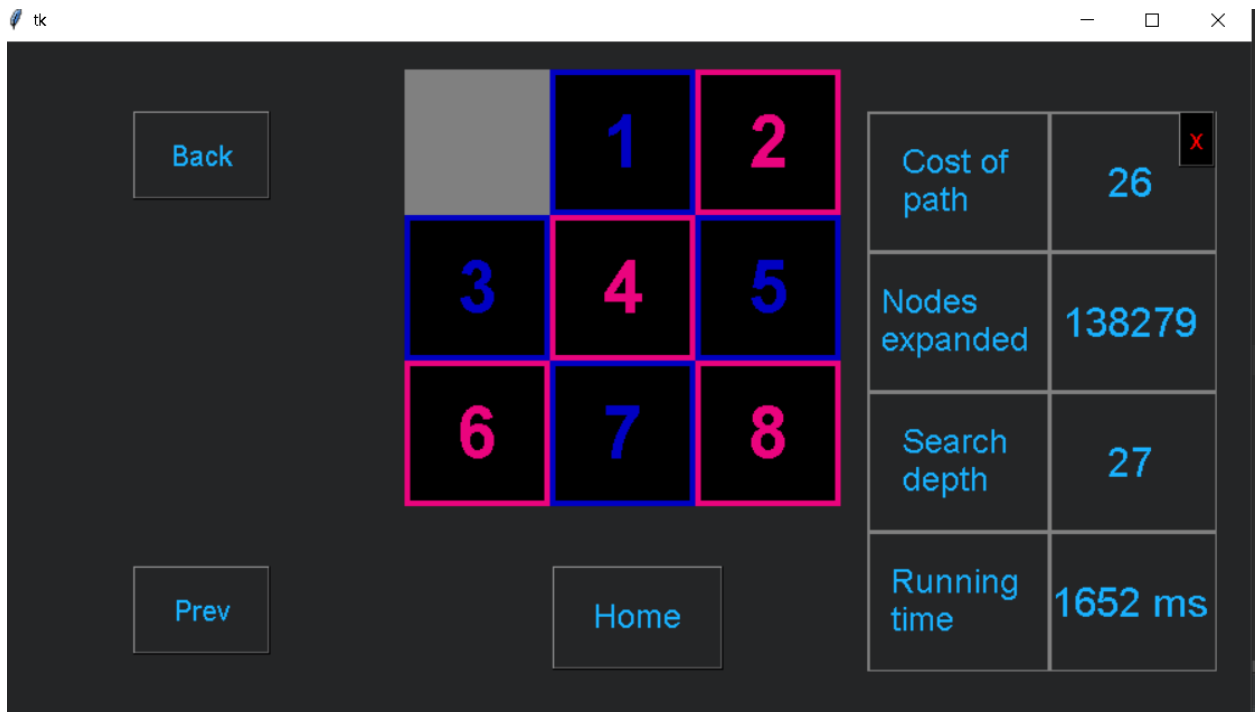 tk
Back
1 2
3 4 5
6 7 8
Prev
Home
X
Cost of
path
26
Nodes
expanded
138279
Search
depth
27
Running
time
1652 ms